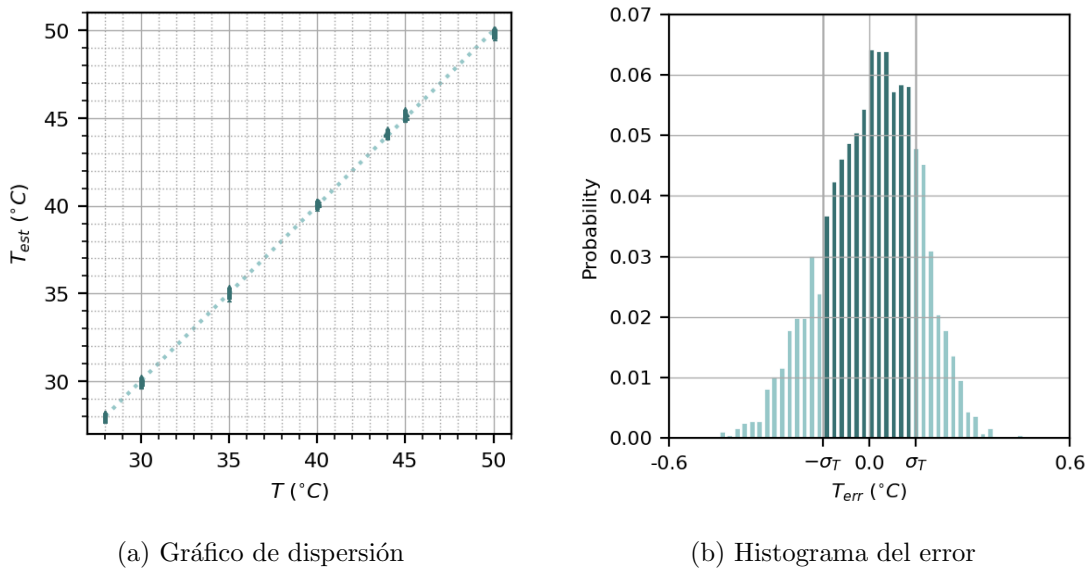 50
45
40
35
30
T_est (°C)
30 35 40 45 50
T (°C)
0.07
0.06
0.05
0.04
0.03
0.02
0.01
0.00
Probability
-0.6 −σ_T 0.0 σ_T 0.6
T_err (°C)
(a) Gráfico de dispersión
(b) Histograma del error